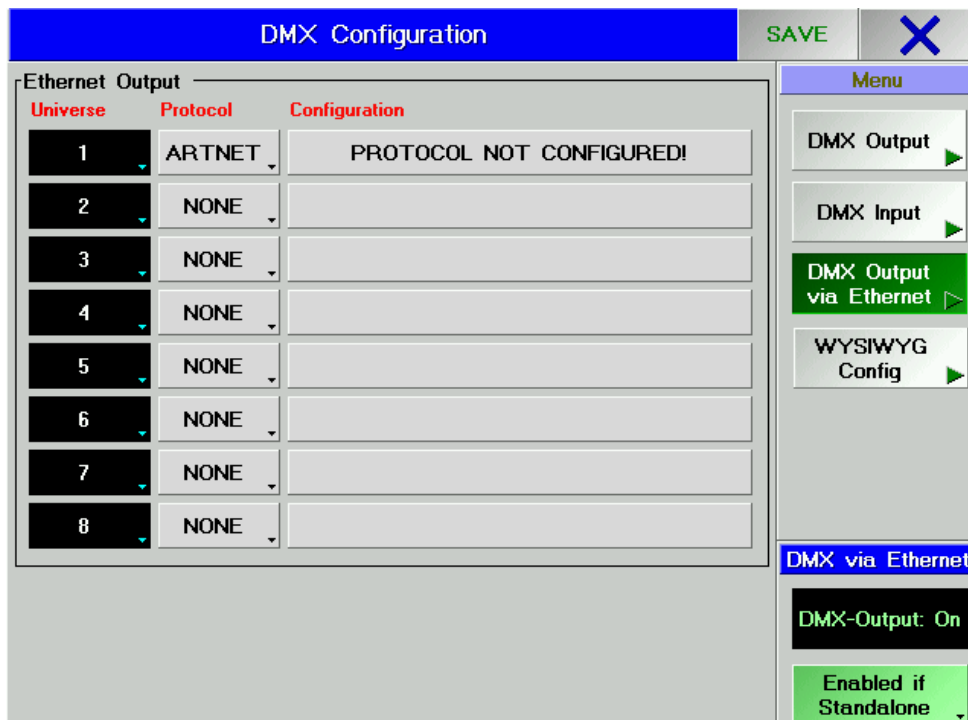 DMX Configuration SAVE
Ethernet Output
Universe Protocol Configuration
1 ARTNET PROTOCOL NOT CONFIGURED!
2 NONE
3 NONE
4 NONE
5 NONE
6 NONE
7 NONE
8 NONE
Menu
DMX Output
DMX Input
DMX Output
via Ethernet
WYSIWYG
Config
DMX via Ethernet
DMX-Output: On
Enabled if
Standalone